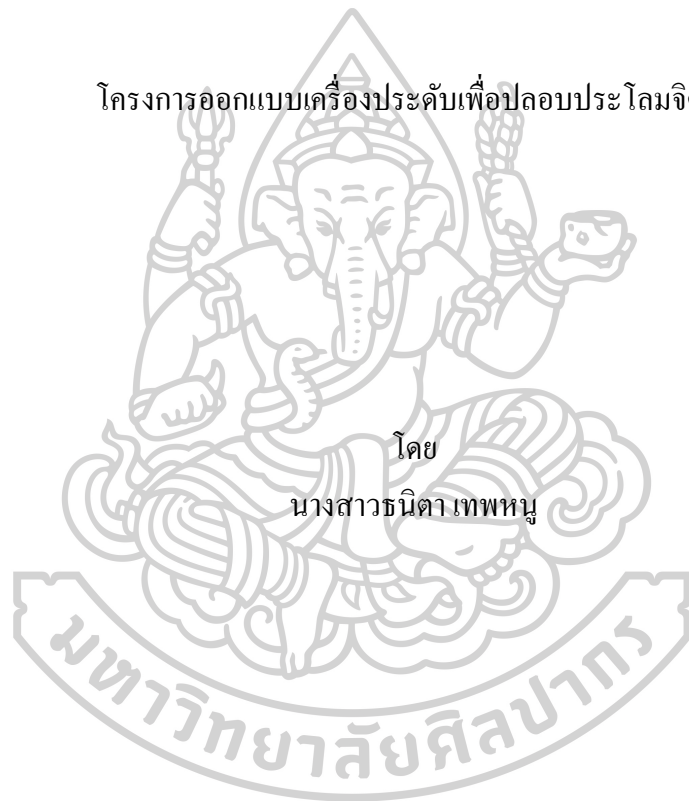 โครงการออกแบบเครื่องประดับเพื่อปลอบประโลม
โดย
นางสาวธนิตา เทพหนู
มหาวิทยาลัยศิลปากร